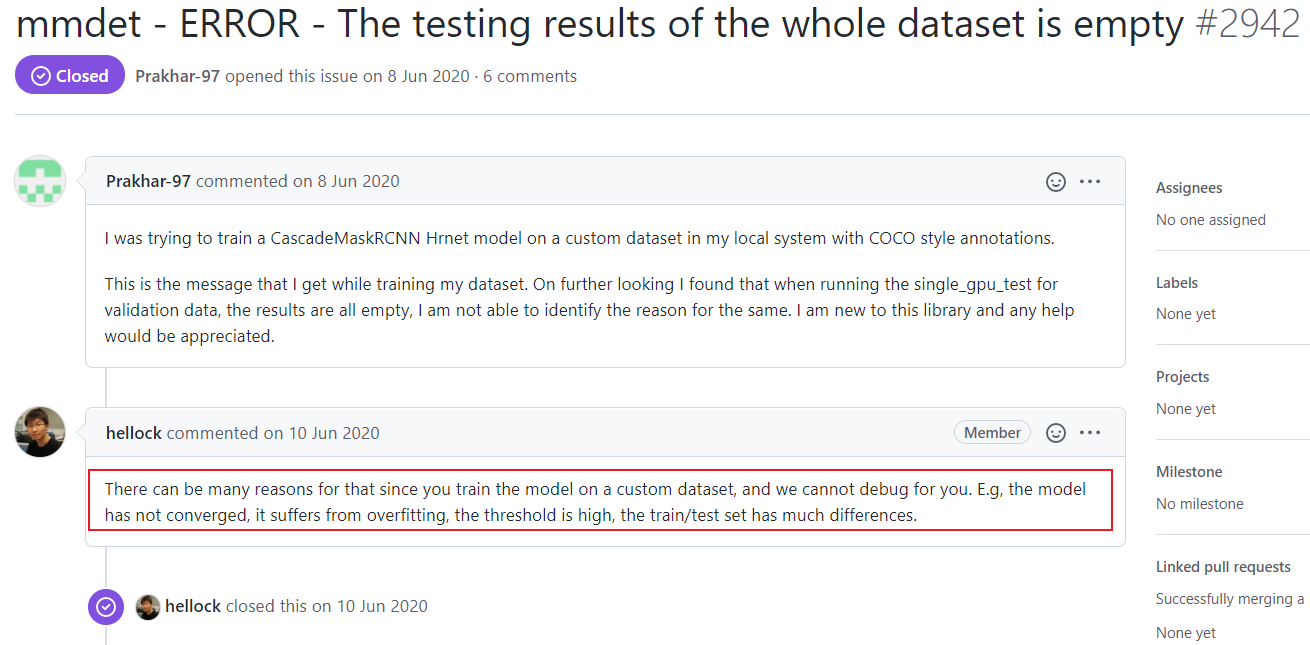 mmdet - ERROR - The testing results of the whole dataset is empty #2942
Closed
Prakhar-97 opened this issue on 8 Jun 2020 · 6 comments
Prakhar-97 commented on 8 Jun 2020
I was trying to train a CascadeMaskRCNN Hrnet model on a custom dataset in my local system with COCO style annotations.
This is the message that I get while training my dataset. On further looking I found that when running the single_gpu_test for
validation data, the results are all empty, I am not able to identify the reason for the same. I am new to this library and any help
would be appreciated.
hellock commented on 10 Jun 2020
Member
There can be many reasons for that since you train the model on a custom dataset, and we cannot debug for you. E.g, the model
has not converged, it suffers from overfitting, the threshold is high, the train/test set has much differences.
hellock closed this on 10 Jun 2020
Assignees
No one assigned
Labels
None yet
Projects
None yet
Milestone
No milestone
Linked pull requests
Successfully merging a
None yet